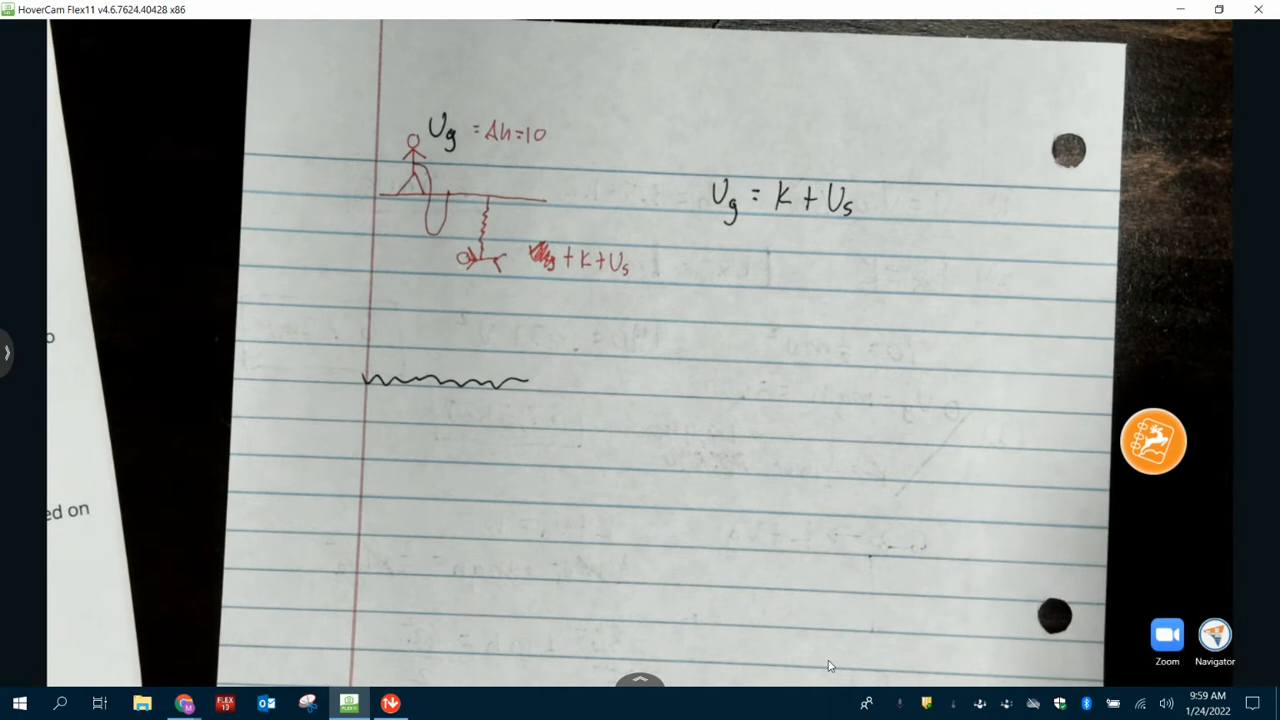 HoverCam Flex11 v4.6.7624.40428 x86
Ug = Δh=10
Ug = K + Us
+ K + Us
ed on
Zoom
Navigator
FLEX
9:59 AM
1/24/2022